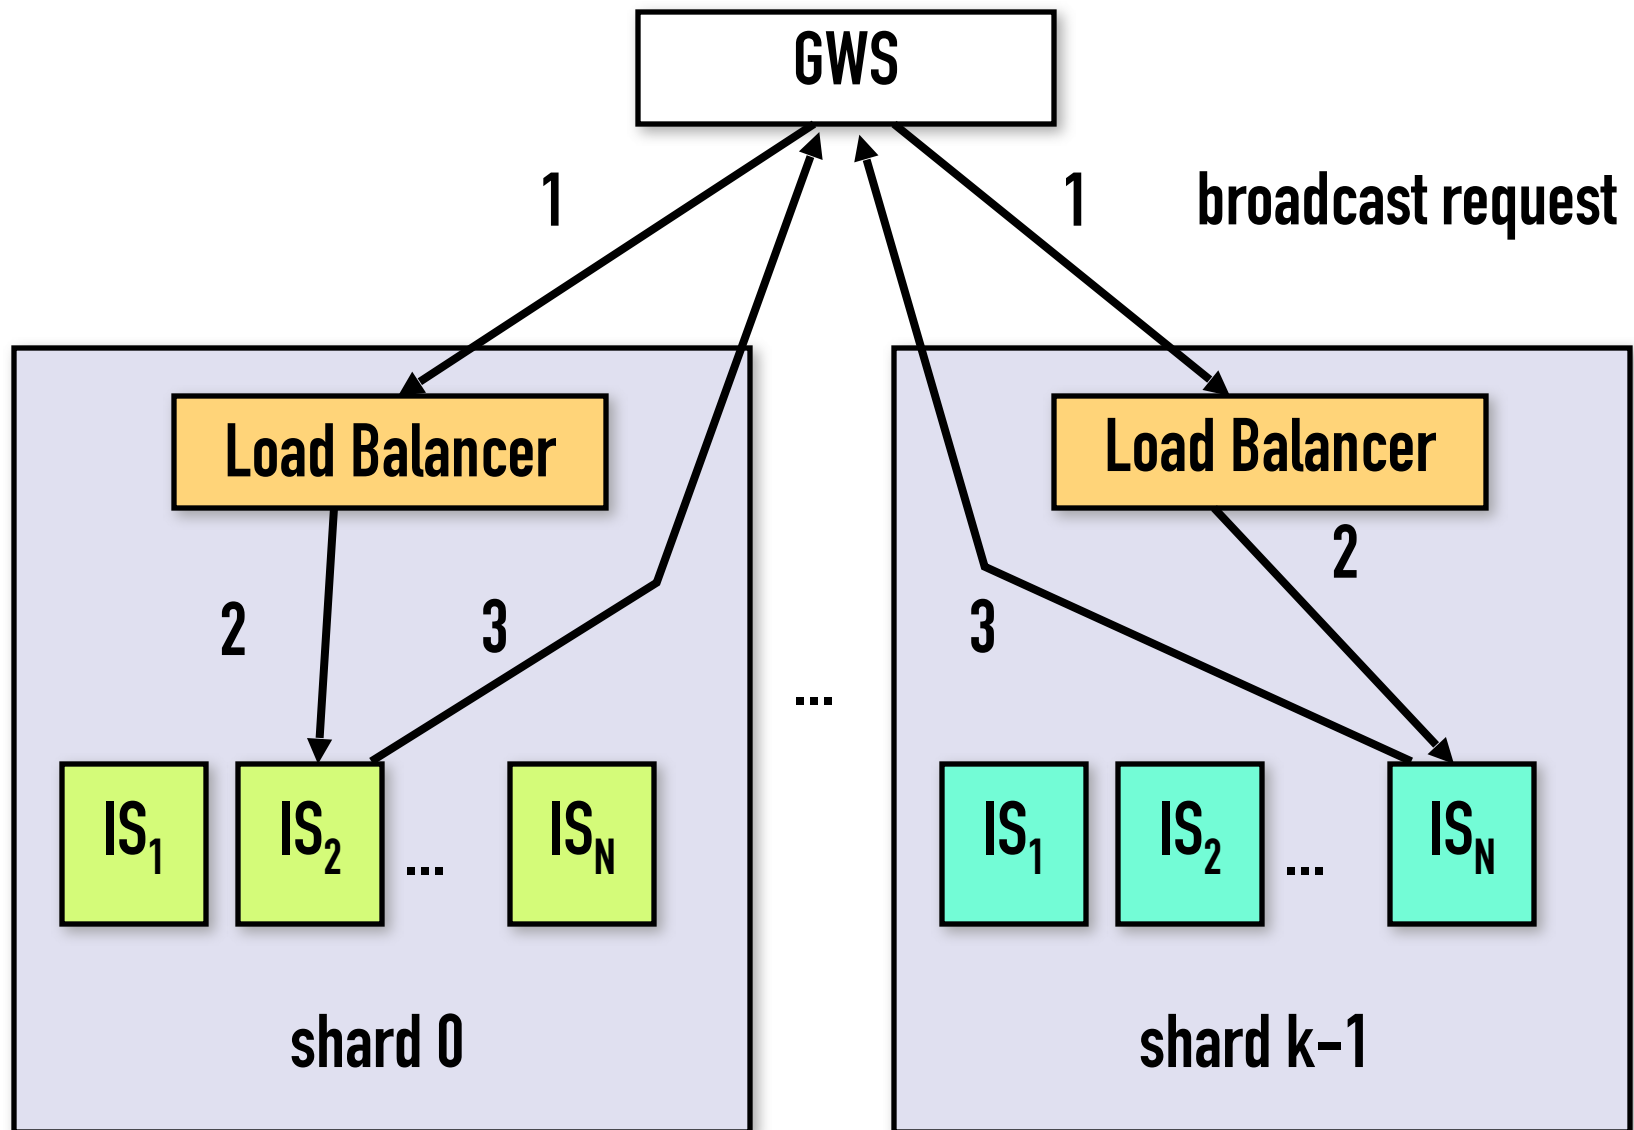 GWS
1
1
broadcast request
Load Balancer
Load Balancer
2
3
3
2
...
IS1
IS2
...
ISN
IS1
IS2
...
ISN
shard 0
shard k-1